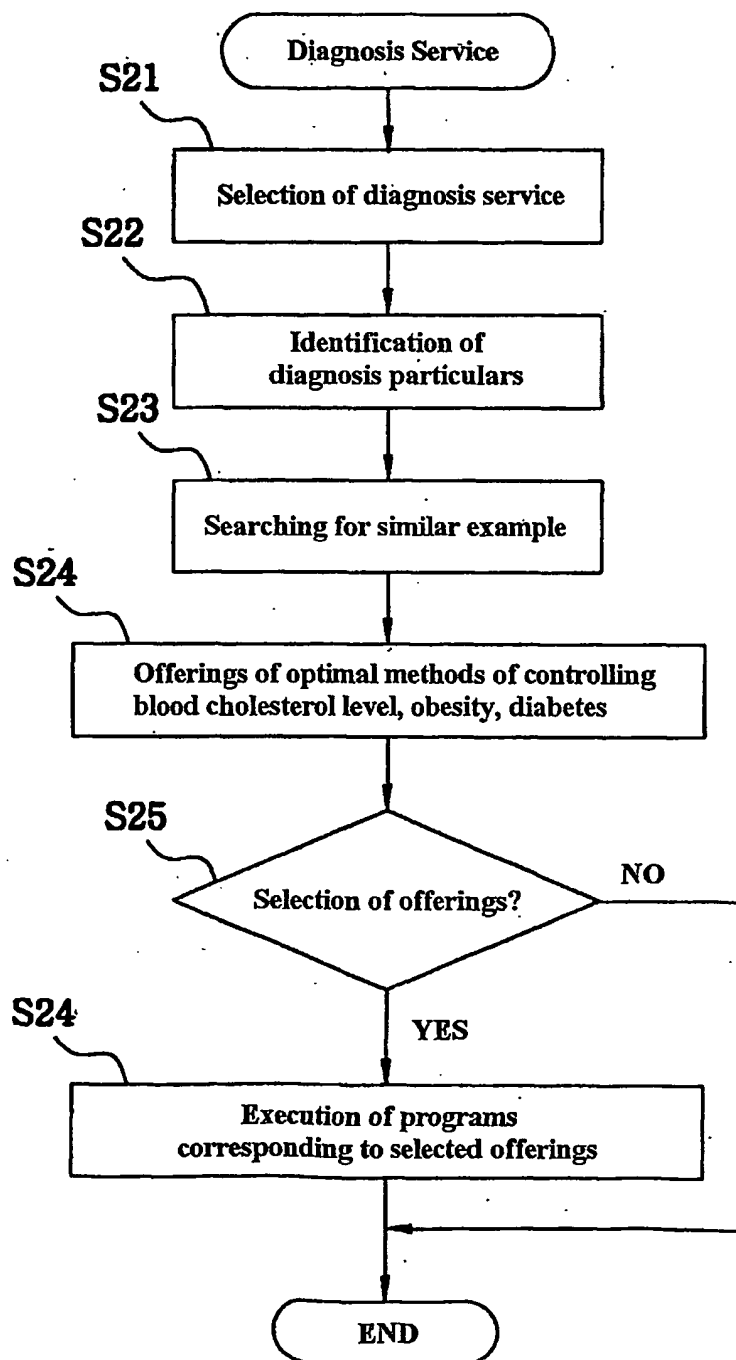 Diagnosis Service
S21
Selection of diagnosis service
S22
Identification of
diagnosis particulars
S23
Searching for similar example
S24
Offerings of optimal methods of controlling
blood cholesterol level, obesity, diabetes
S25
Selection of offerings?
NO
YES
S24
Execution of programs
corresponding to selected offerings
END